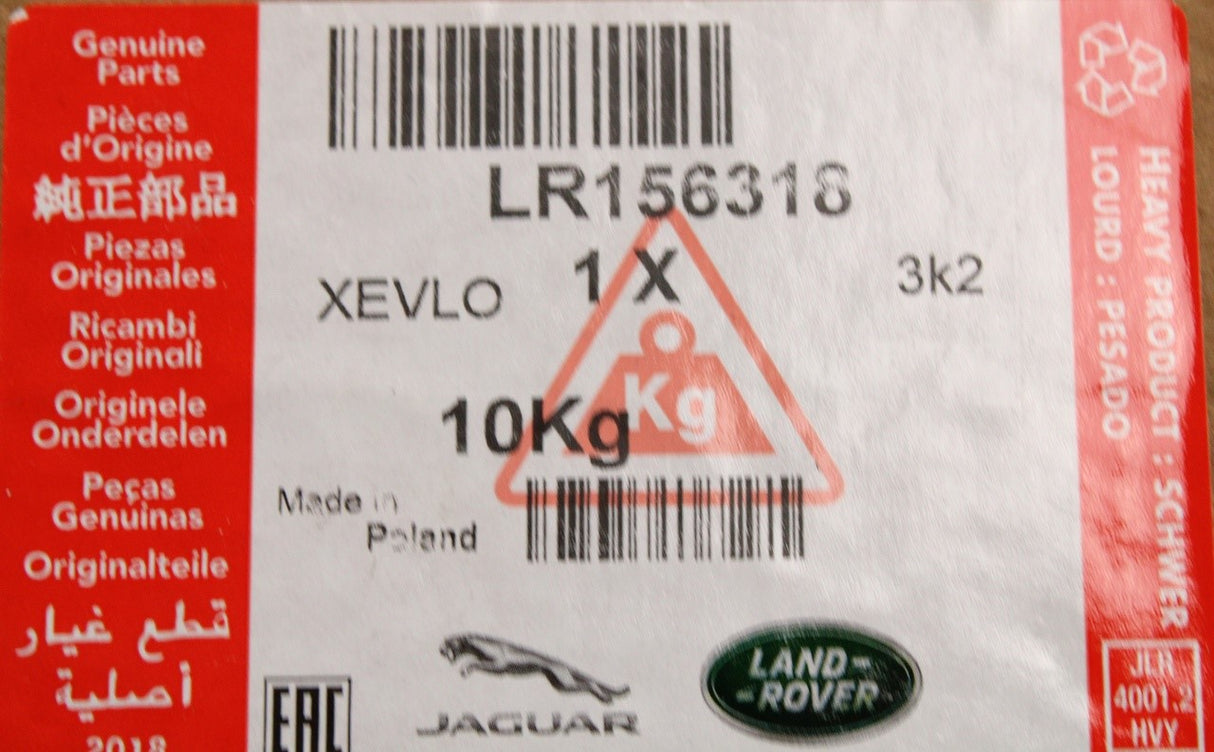 Genuine
Parts
Pièces
d'Origine
純正部品
Piezas
Originales
Ricambi
Originali
Originele
Onderdelen
Peças
Genuinas
Originalteile
قطع غيار
أصلية
2018
LR156318
1 X
XEVLO
3k2
Kg
10Kg
Made in
Poland
EAC
JAGUAR
LAND-
-ROVER
HEAVY PRODUCT : SCHWER
LOURD : PESADO
JLR
4001.2
HVY